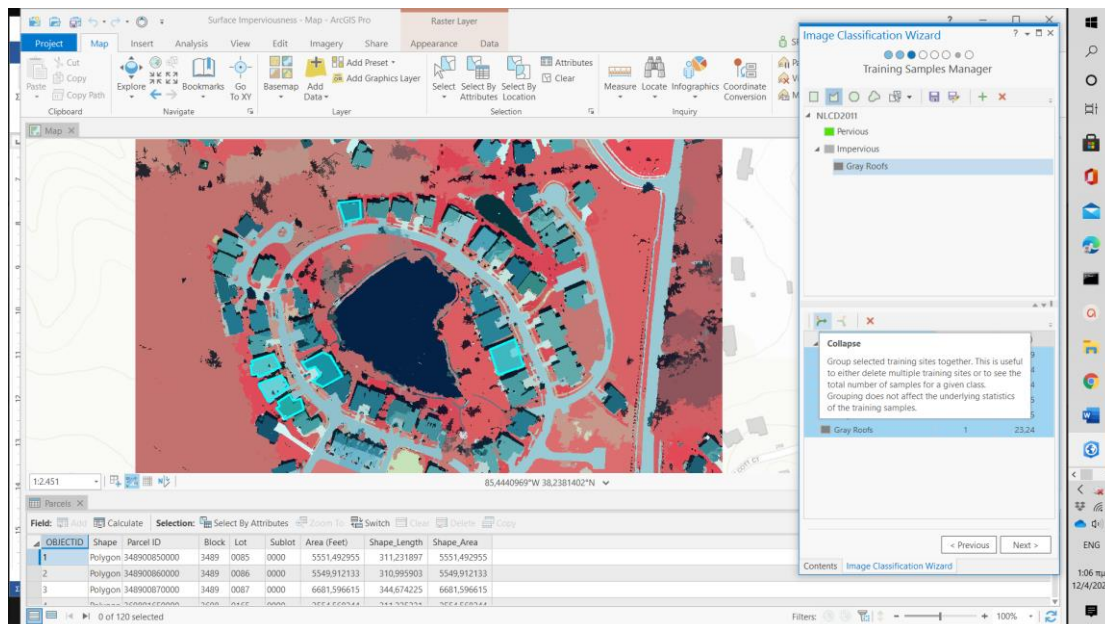 Surface Imperviousness - Map - ArcGIS Pro
Raster Layer
Project Map Insert Analysis View Edit Imagery Share Appearance Data
Paste
Cut
Copy
Copy Path
Clipboard
Explore
Bookmarks
Go To XY
Navigate
Basemap
Add Data
Add Preset
Add Graphics Layer
Layer
Select
Select By Attributes
Select By Location
Attributes
Clear
Selection
Measure
Locate
Infographics
Coordinate Conversion
Inquiry
Map
Image Classification Wizard
Training Samples Manager
NLCD2011
Pervious
Impervious
Gray Roofs
Collapse
Group selected training sites together. This is useful
to either delete multiple training sites or to see the
total number of samples for a given class.
Grouping does not affect the underlying statistics
of the training samples.
Gray Roofs 1 23,24
< Previous Next >
Contents Image Classification Wizard
1:2.451
85,4440969°W 38,2381402°N
Parcels
Field: Add Calculate Selection: Select By Attributes Zoom To Switch Clear Delete Copy
OBJECTID Shape Parcel ID Block Lot Sublot Area (Feet) Shape_Length Shape_Area
1 Polygon 348900850000 3489 0085 0000 5551,492955 311,231897 5551,492955
2 Polygon 348900860000 3489 0086 0000 5549,912133 310,995903 5549,912133
3 Polygon 348900870000 3489 0087 0000 6681,596615 344,674225 6681,596615
0 of 120 selected
Filters:
100%
ENG
1:06 πμ
12/4/202